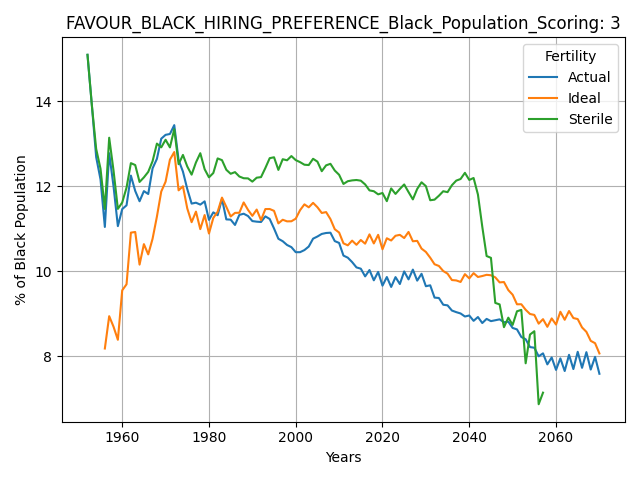 FAVOUR_BLACK_HIRING_PREFERENCE_Black_Population_Scoring: 3
Fertility
Actual
Ideal
Sterile
% of Black Population
14
12
10
8
1960 1980 2000 2020 2040 2060
Years